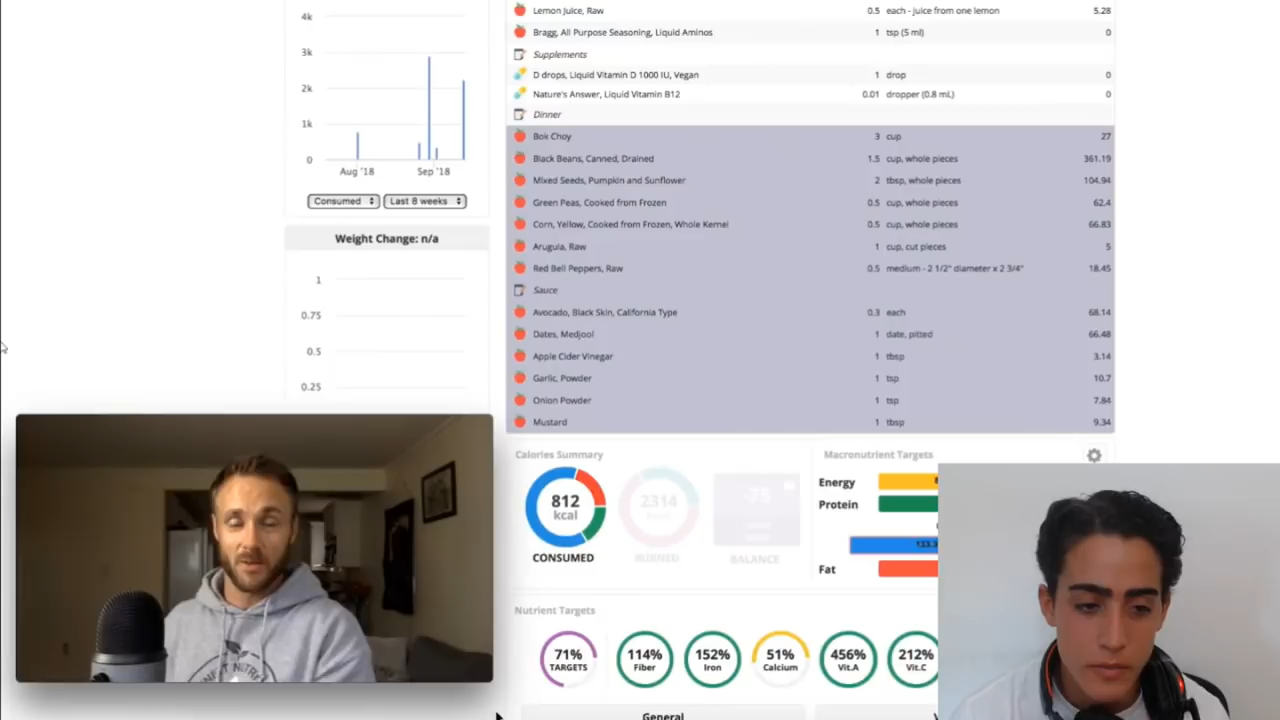 4k
3k
2k
1k
0
Aug '18
Sep '18
Consumed
Last 8 weeks
Weight Change: n/a
1
0.75
0.5
0.25
Lemon Juice, Raw 0.5 each - juice from one lemon 5.28
Bragg, All Purpose Seasoning, Liquid Aminos 1 tsp (5 ml) 0
Supplements
D drops, Liquid Vitamin D 1000 IU, Vegan 1 drop 0
Nature's Answer, Liquid Vitamin B12 0.01 dropper (0.8 mL) 0
Dinner
Bok Choy 3 cup 27
Black Beans, Canned, Drained 1.5 cup, whole pieces 361.19
Mixed Seeds, Pumpkin and Sunflower 2 tbsp, whole pieces 104.94
Green Peas, Cooked from Frozen 0.5 cup, whole pieces 62.4
Corn, Yellow, Cooked from Frozen, Whole Kernel 0.5 cup, whole pieces 66.83
Arugula, Raw 1 cup, cut pieces 5
Red Bell Peppers, Raw 0.5 medium - 2 1/2" diameter x 2 3/4" 18.45
Sauce
Avocado, Black Skin, California Type 0.3 each 68.14
Dates, Medjool 1 date, pitted 66.48
Apple Cider Vinegar 1 tbsp 3.14
Garlic, Powder 1 tsp 10.7
Onion Powder 1 tsp 7.84
Mustard 1 tbsp 9.34
Calories Summary
812
kcal
CONSUMED
2314
kcal
BURNED
-75
BALANCE
Macronutrient Targets
Energy
Protein
Fat
Nutrient Targets
71%
TARGETS
114%
Fiber
152%
Iron
51%
Calcium
456%
Vit.A
212%
Vit.C
General